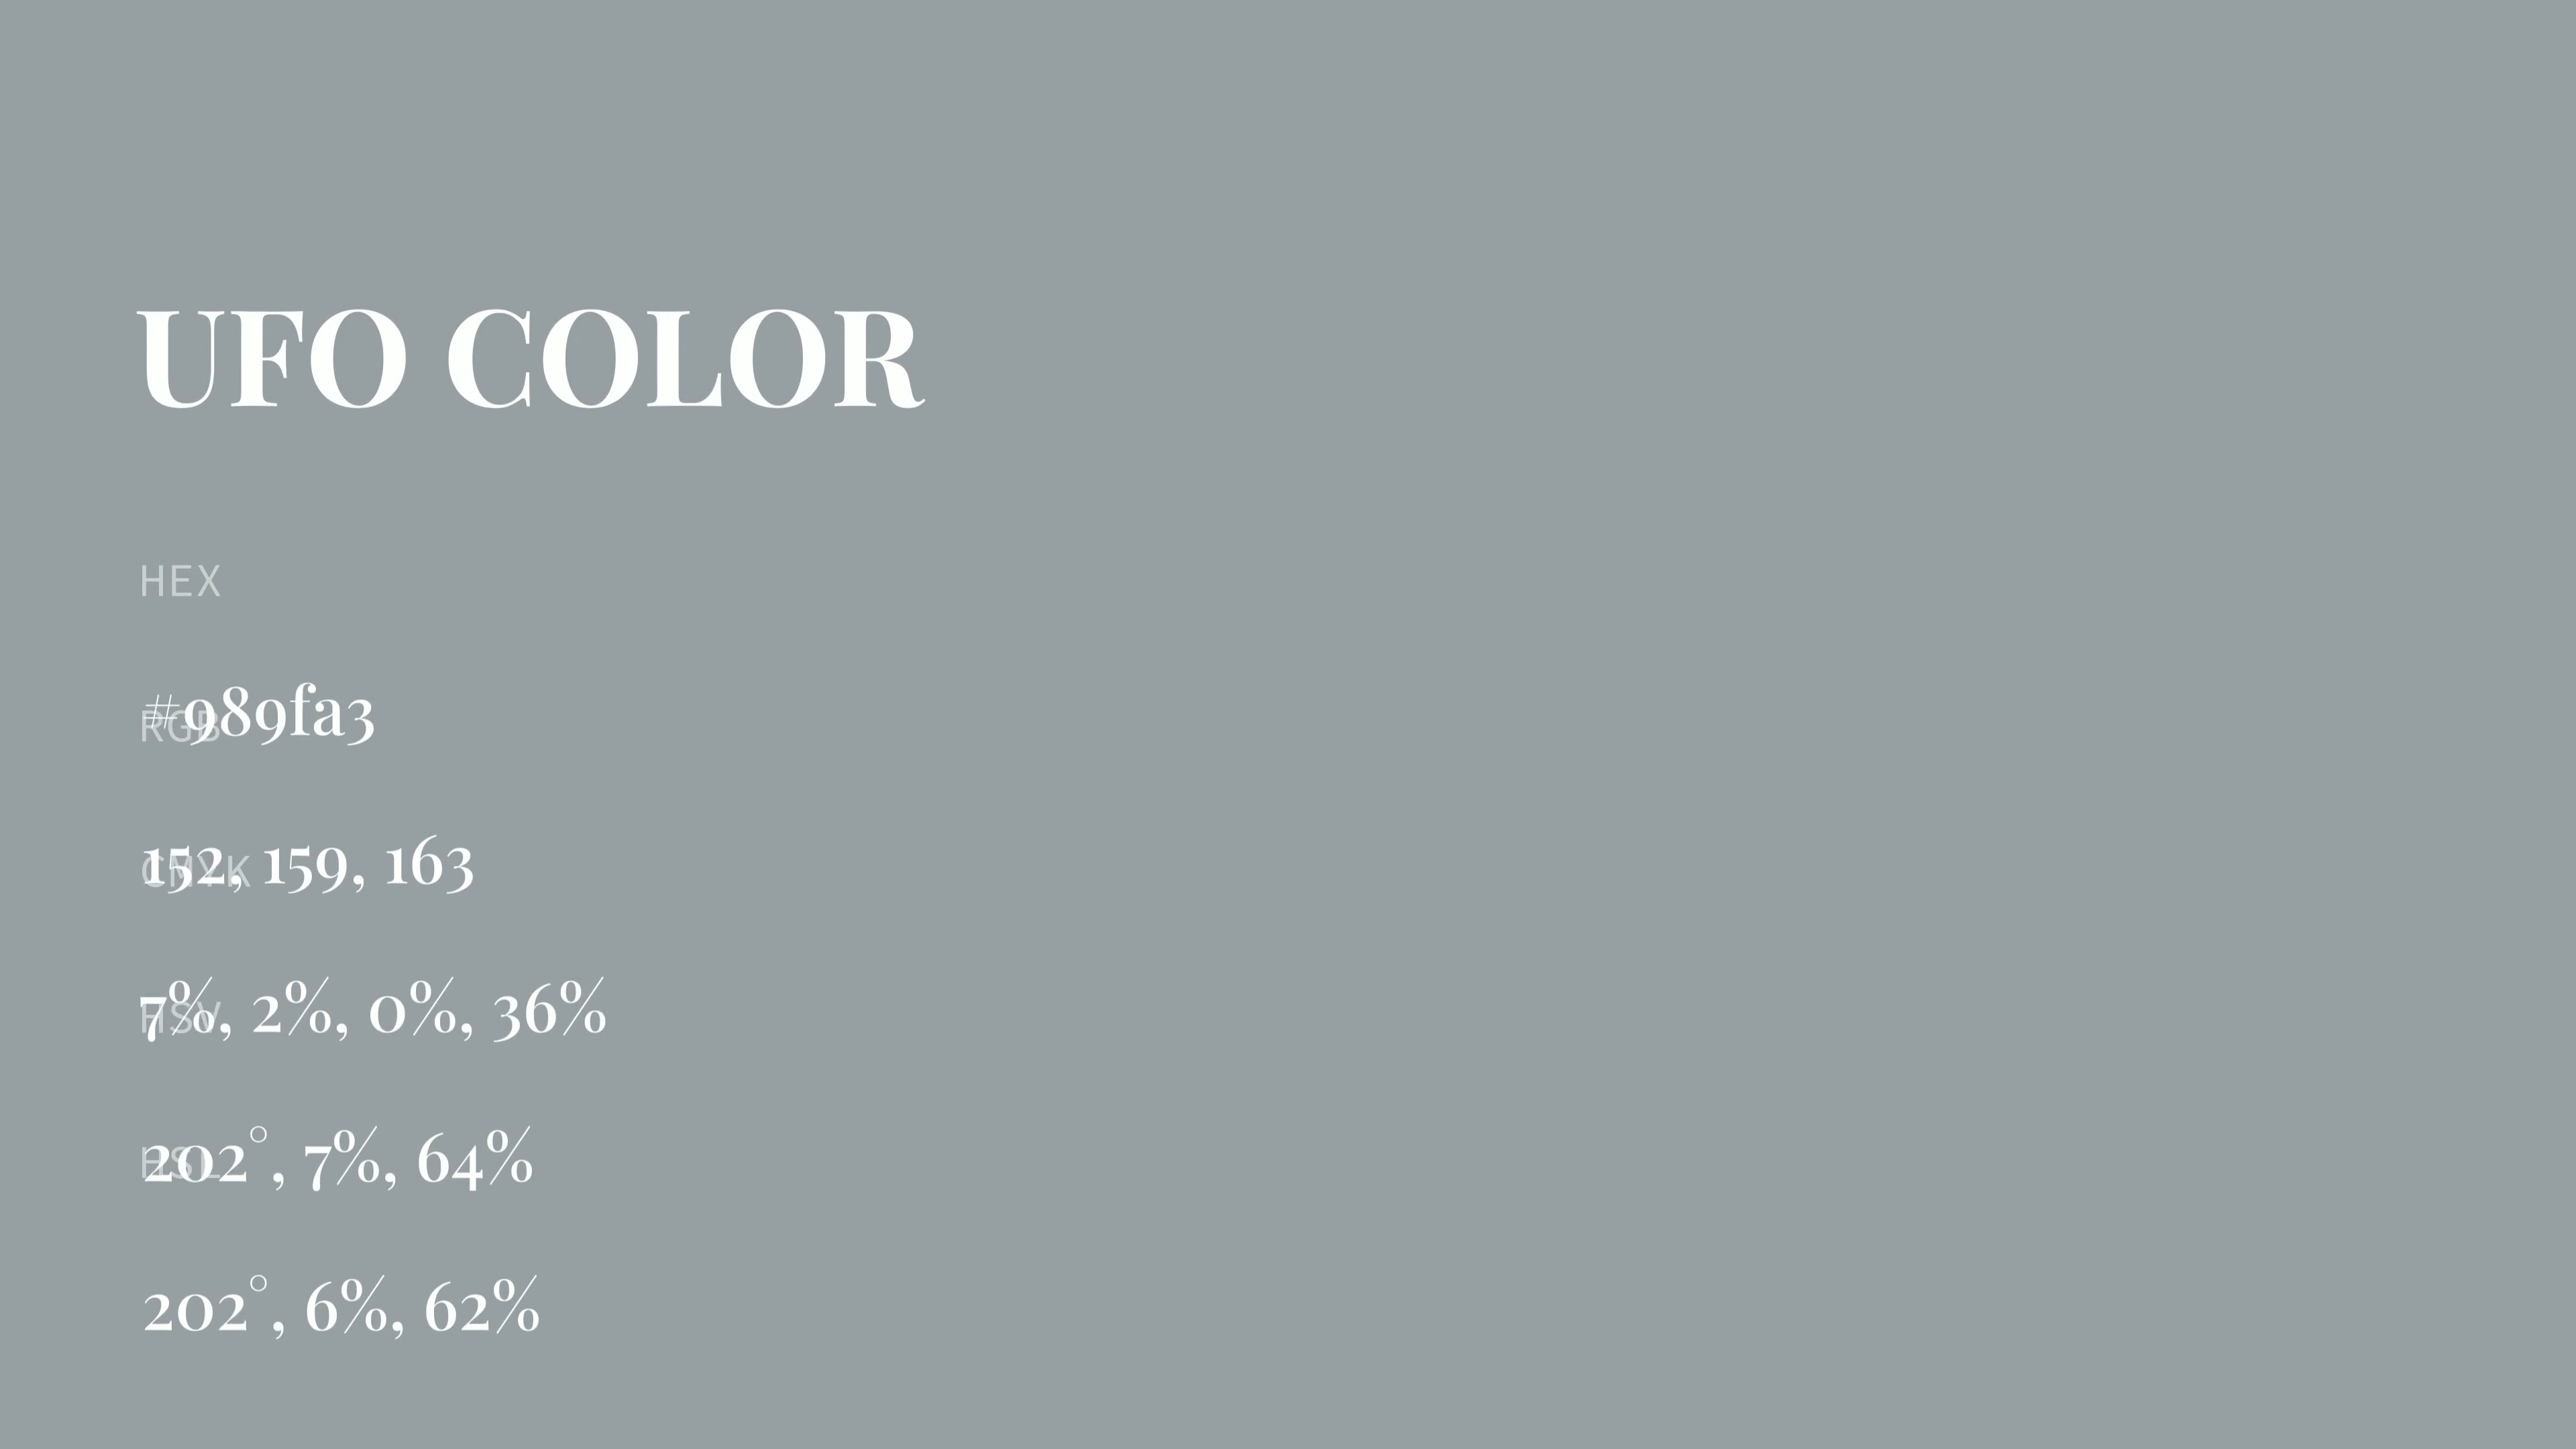 UFO COLOR
HEX
#989fa3
RGB
152, 159, 163
CMYK
7%, 2%, 0%, 36%
HSV
202°, 7%, 64%
HSL
202°, 6%, 62%